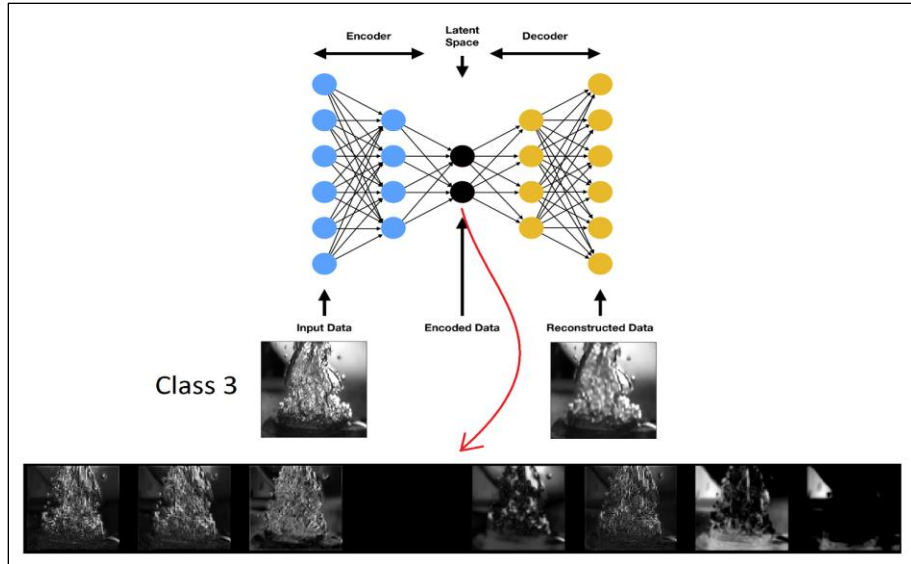 Encoder
Latent
Space
Decoder
Input Data
Encoded Data
Reconstructed Data
Class 3